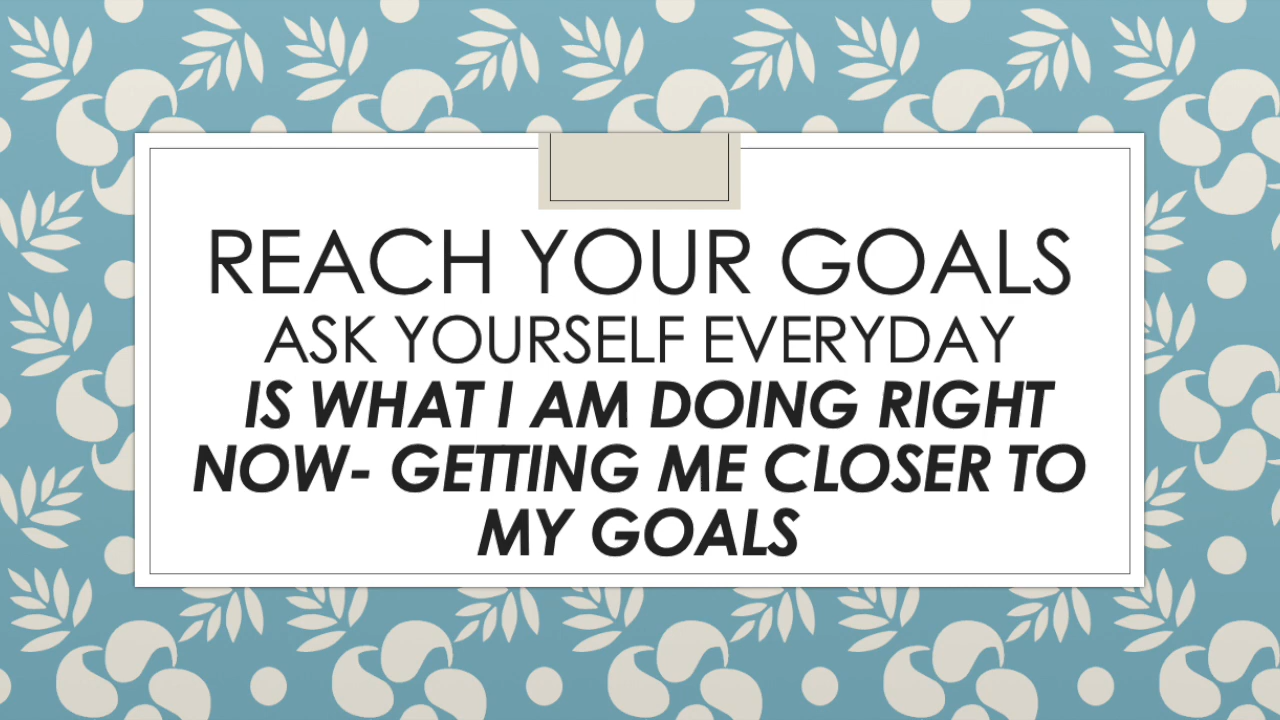 REACH YOUR GOALS
ASK YOURSELF EVERYDAY
IS WHAT I AM DOING RIGHT
NOW- GETTING ME CLOSER TO
MY GOALS